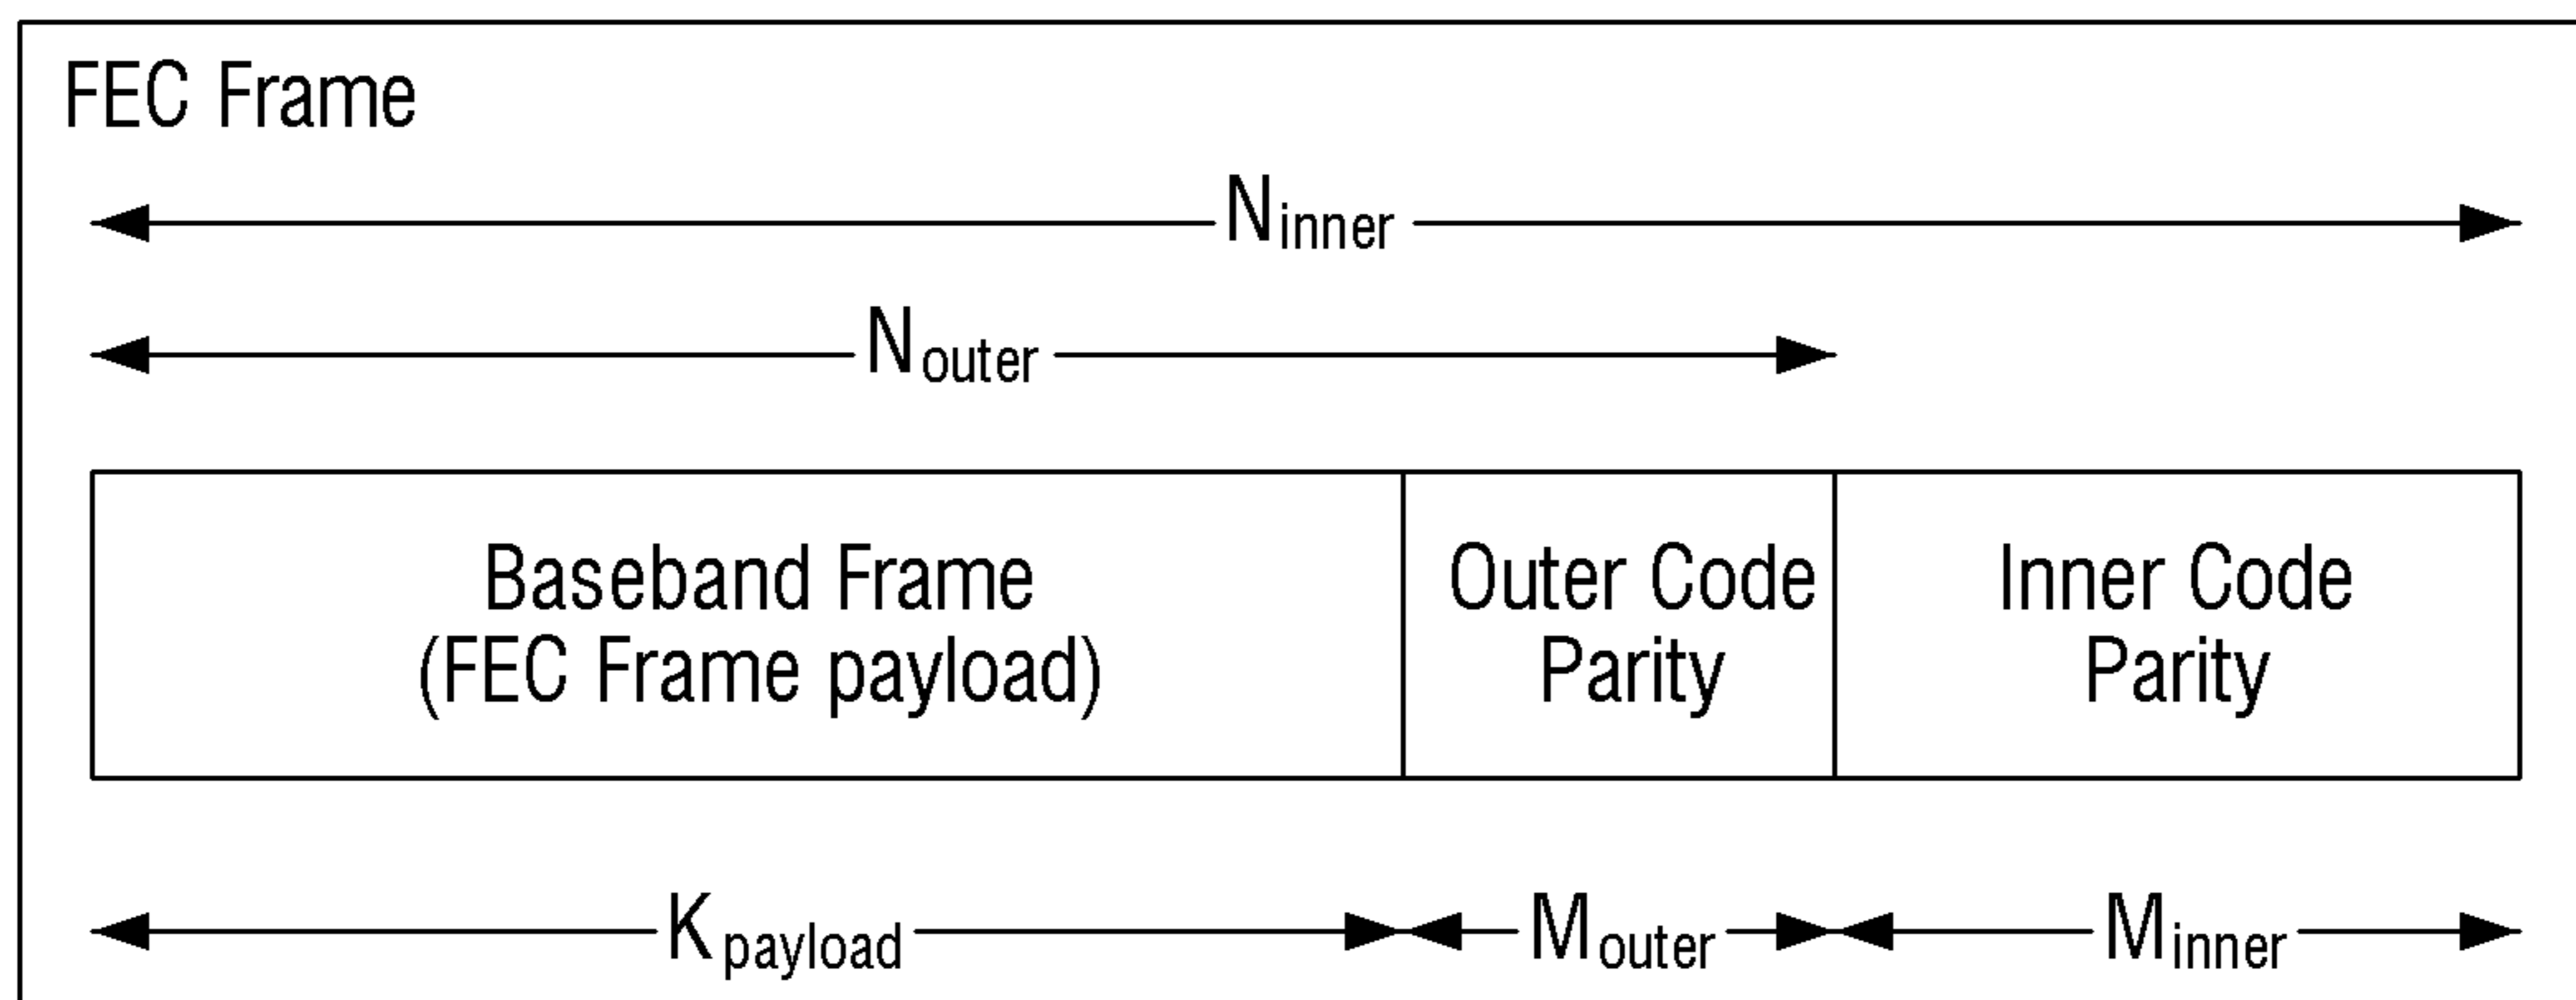 FEC Frame
Ninner
Nouter
Baseband Frame
(FEC Frame payload)
Outer Code
Parity
Inner Code
Parity
Kpayload
Mouter
Minner